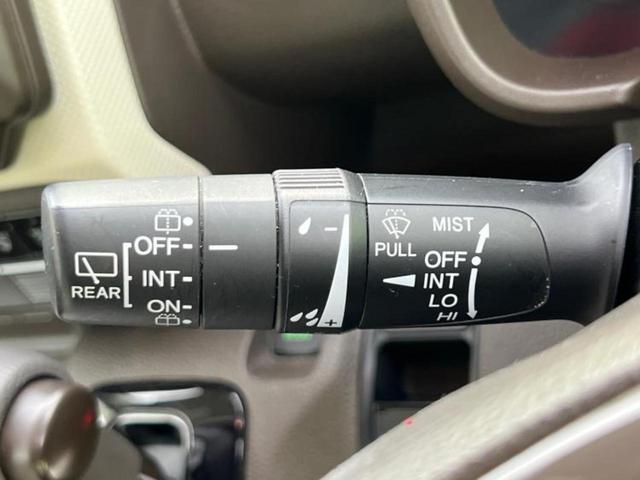 REAR
OFF
INT
ON
−
+
PULL
MIST
OFF
INT
LO
HI